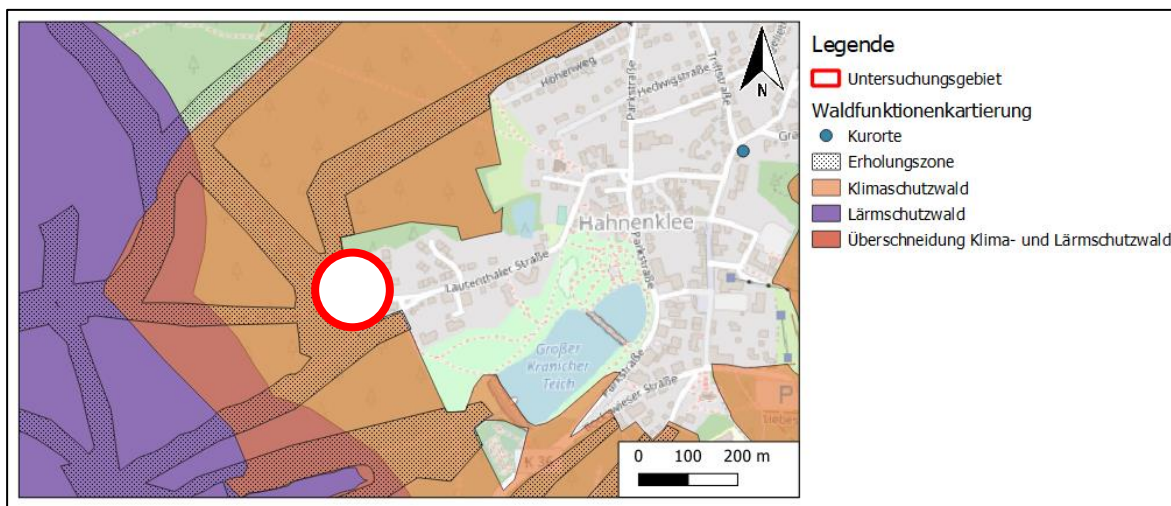 Höhenweg
Hedwigstraße
Parkstraße
Triftstraße
N
Hahnenklee
Parkstraße
Lautenthaler Straße
Großer
Kranicher
Teich
Parkstraße
P
0 100 200 m
Legende
Untersuchungsgebiet
Waldfunktionenkartierung
Kurorte
Erholungszone
Klimaschutzwald
Lärmschutzwald
Überschneidung Klima- und Lärmschutzwald